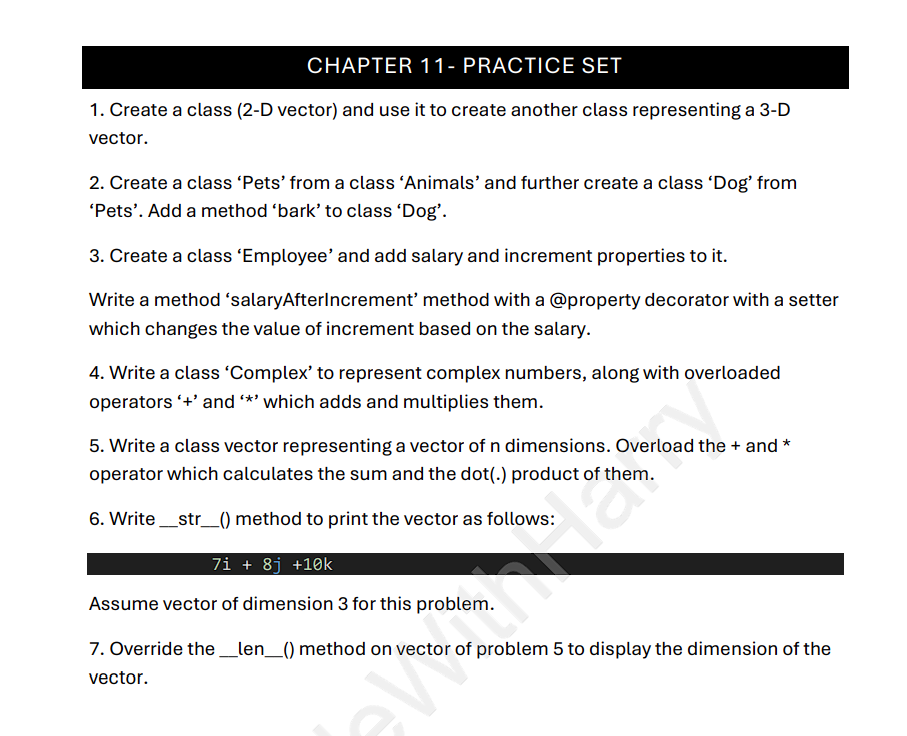 CHAPTER 11- PRACTICE SET
1. Create a class (2-D vector) and use it to create another class representing a 3-D
vector.
2. Create a class ‘Pets’ from a class ‘Animals’ and further create a class ‘Dog’ from
‘Pets’. Add a method ‘bark’ to class ‘Dog’.
3. Create a class ‘Employee’ and add salary and increment properties to it.
Write a method ‘salaryAfterIncrement’ method with a @property decorator with a setter
which changes the value of increment based on the salary.
4. Write a class ‘Complex’ to represent complex numbers, along with overloaded
operators ‘+’ and ‘*’ which adds and multiplies them.
5. Write a class vector representing a vector of n dimensions. Overload the + and *
operator which calculates the sum and the dot(.) product of them.
6. Write __str__() method to print the vector as follows:
7i + 8j +10k
Assume vector of dimension 3 for this problem.
7. Override the __len__() method on vector of problem 5 to display the dimension of the
vector.
deWithHarry